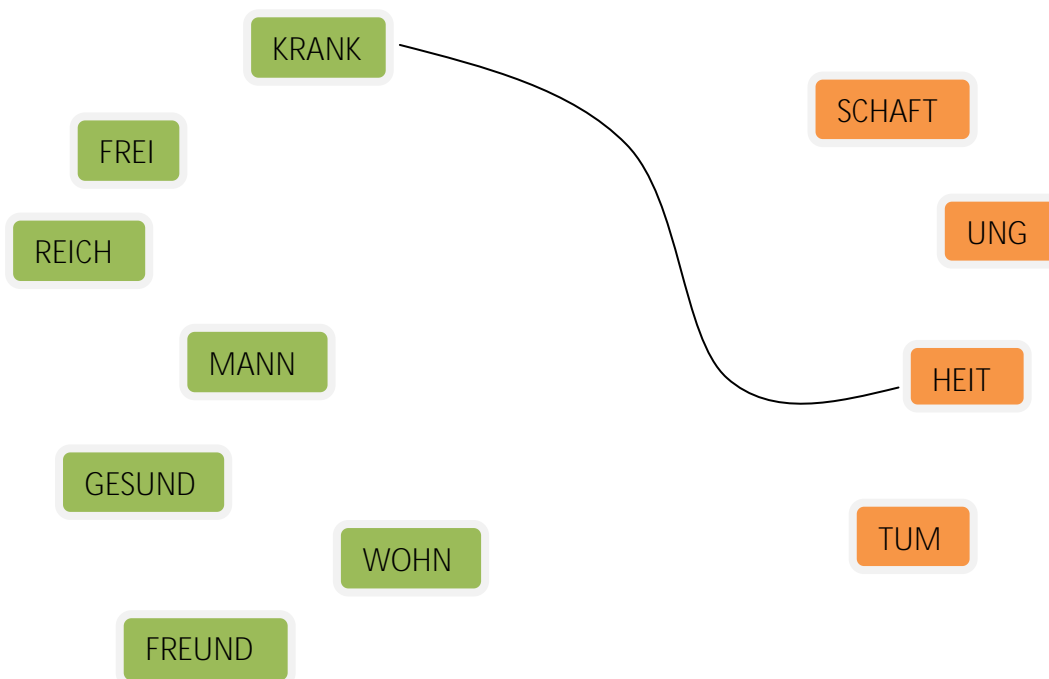 KRANK
SCHAFT
FREI
UNG
REICH
MANN
HEIT
GESUND
TUM
WOHN
FREUND